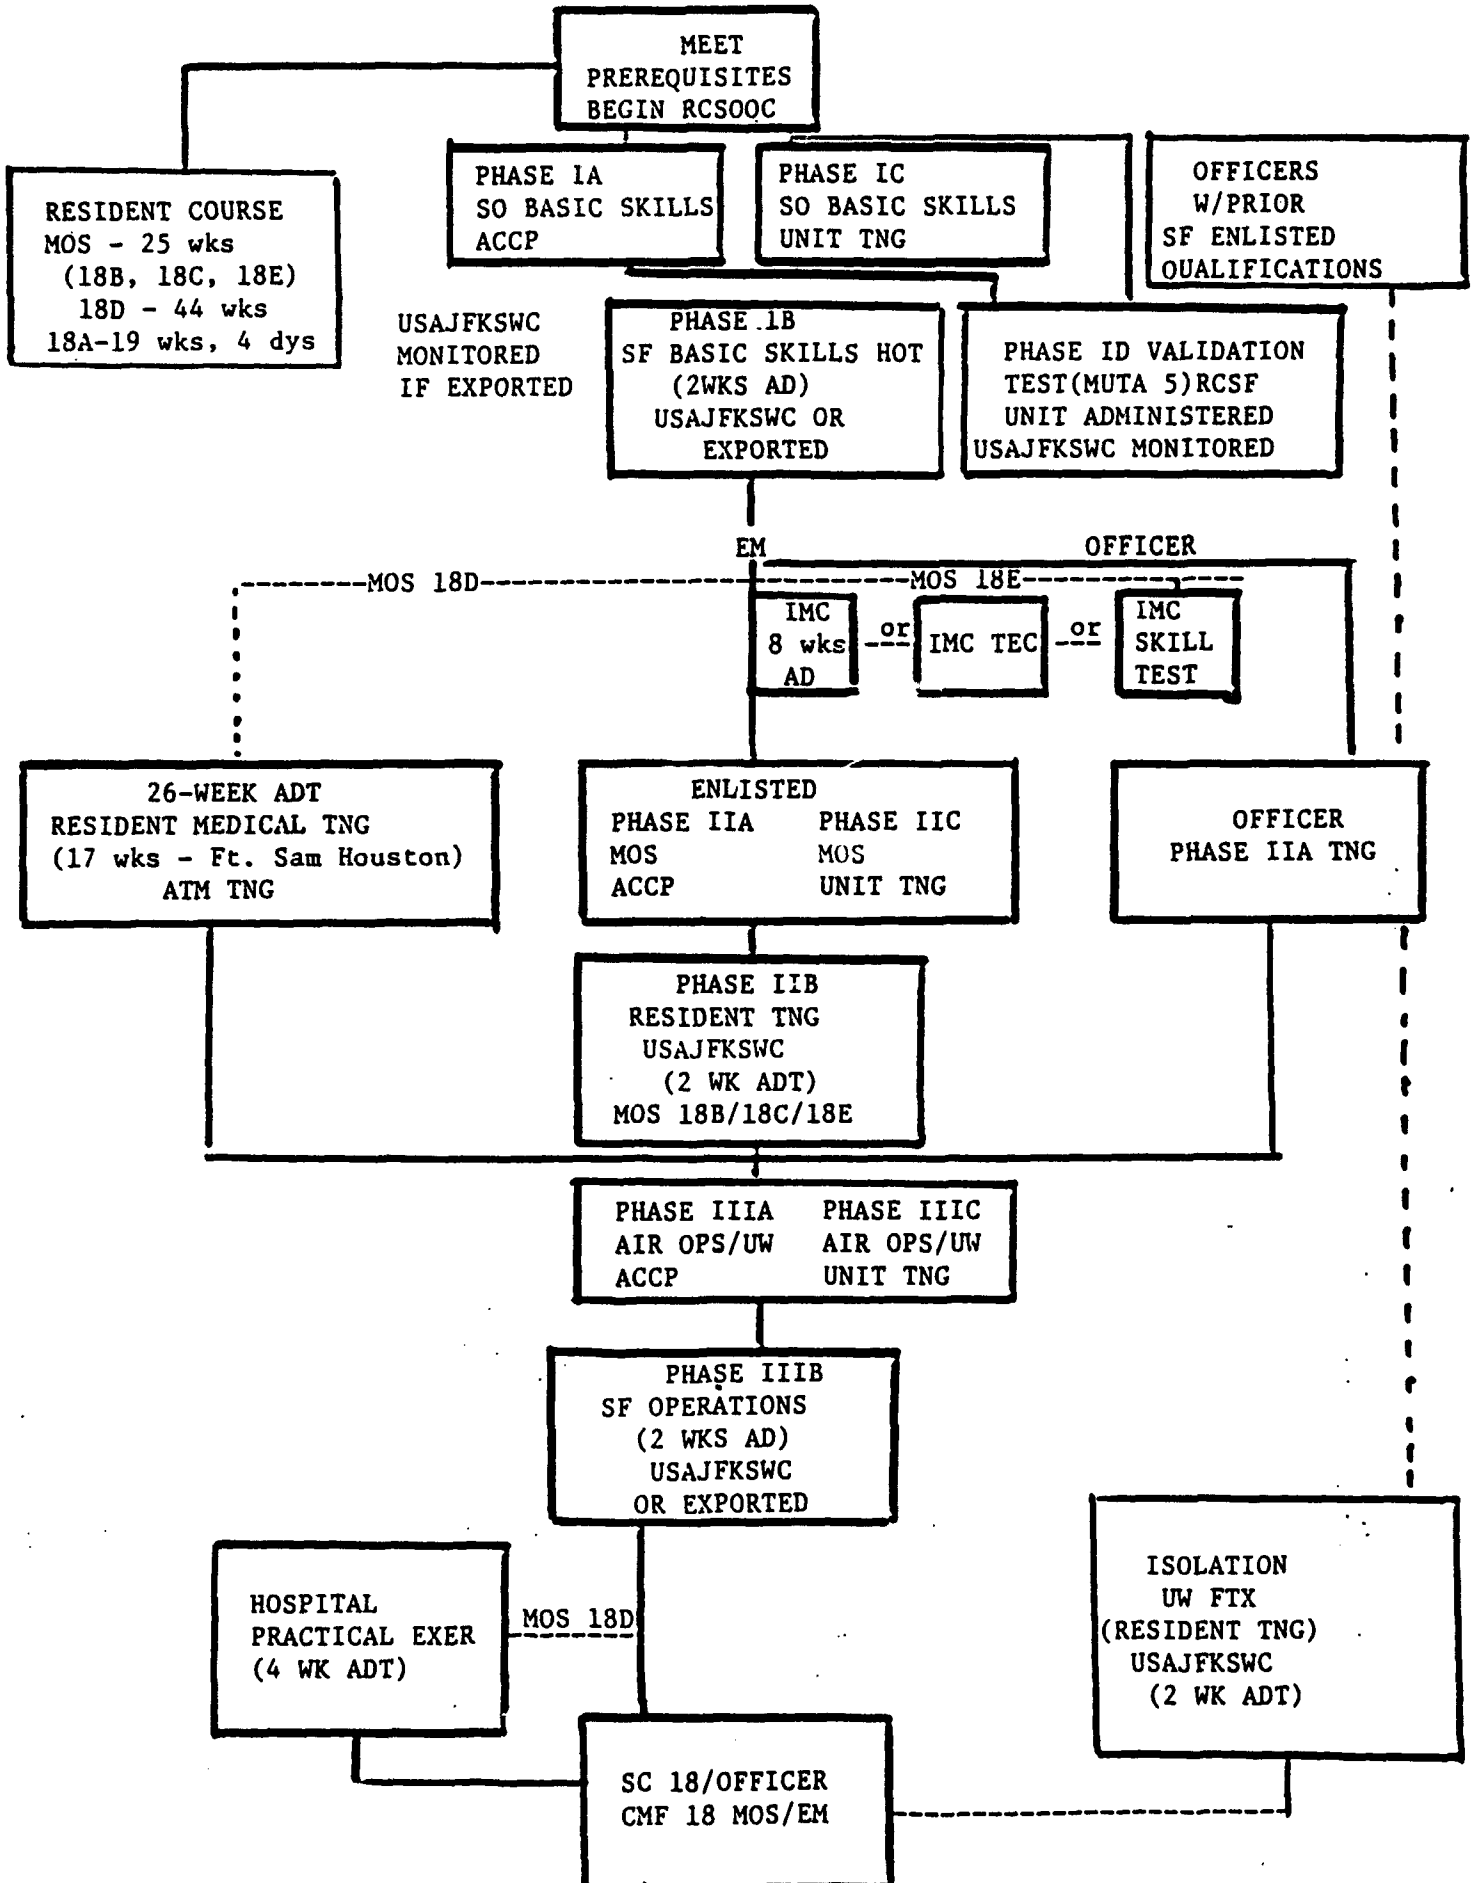 MEET
PREREQUISITES
BEGIN RCSOQC
RESIDENT COURSE
MOS - 25 wks
(18B, 18C, 18E)
18D - 44 wks
18A-19 wks, 4 dys
PHASE IA
SO BASIC SKILLS
ACCP
PHASE IC
SO BASIC SKILLS
UNIT TNG
OFFICERS
W/PRIOR
SF ENLISTED
QUALIFICATIONS
USAJFKSWC
MONITORED
IF EXPORTED
PHASE IB
SF BASIC SKILLS HOT
(2WKS AD)
USAJFKSWC OR
EXPORTED
PHASE ID VALIDATION
TEST(MUTA 5)RCSF
UNIT ADMINISTERED
USAJFKSWC MONITORED
EM
OFFICER
MOS 18D
MOS 18E
IMC
8 wks
AD
or
IMC TEC
or
IMC
SKILL
TEST
26-WEEK ADT
RESIDENT MEDICAL TNG
(17 wks - Ft. Sam Houston)
ATM TNG
ENLISTED
PHASE IIA PHASE IIC
MOS MOS
ACCP UNIT TNG
OFFICER
PHASE IIA TNG
PHASE IIB
RESIDENT TNG
USAJFKSWC
(2 WK ADT)
MOS 18B/18C/18E
PHASE IIIA PHASE IIIC
AIR OPS/UW AIR OPS/UW
ACCP UNIT TNG
PHASE IIIB
SF OPERATIONS
(2 WKS AD)
USAJFKSWC
OR EXPORTED
HOSPITAL
PRACTICAL EXER
(4 WK ADT)
MOS 18D
ISOLATION
UW FTX
(RESIDENT TNG)
USAJFKSWC
(2 WK ADT)
SC 18/OFFICER
CMF 18 MOS/EM